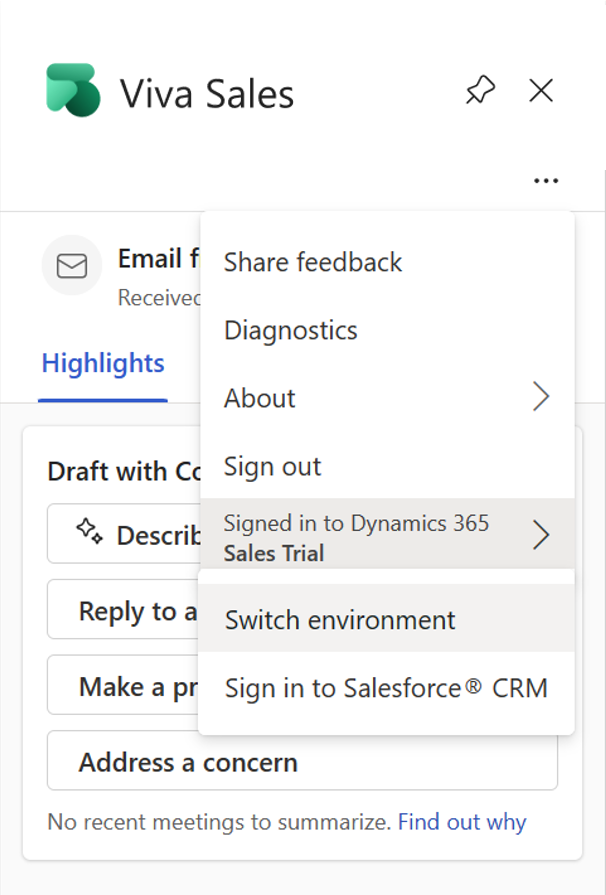 Viva Sales
Email f
Received
Share feedback
Diagnostics
Highlights
About
Sign out
Draft with Co
Signed in to Dynamics 365
Sales Trial
Describ
Switch environment
Reply to a
Make a pr
Sign in to Salesforce® CRM
Address a concern
No recent meetings to summarize. Find out why